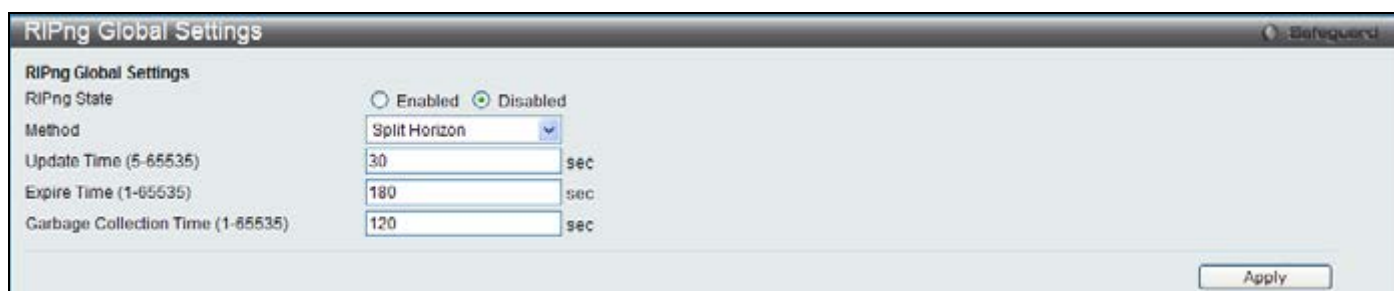 RIPng Global Settings
Safeguard
RIPng Global Settings
RIPng State Enabled Disabled
Method Split Horizon
Update Time (5-65535) 30 sec
Expire Time (1-65535) 180 sec
Garbage Collection Time (1-65535) 120 sec
Apply